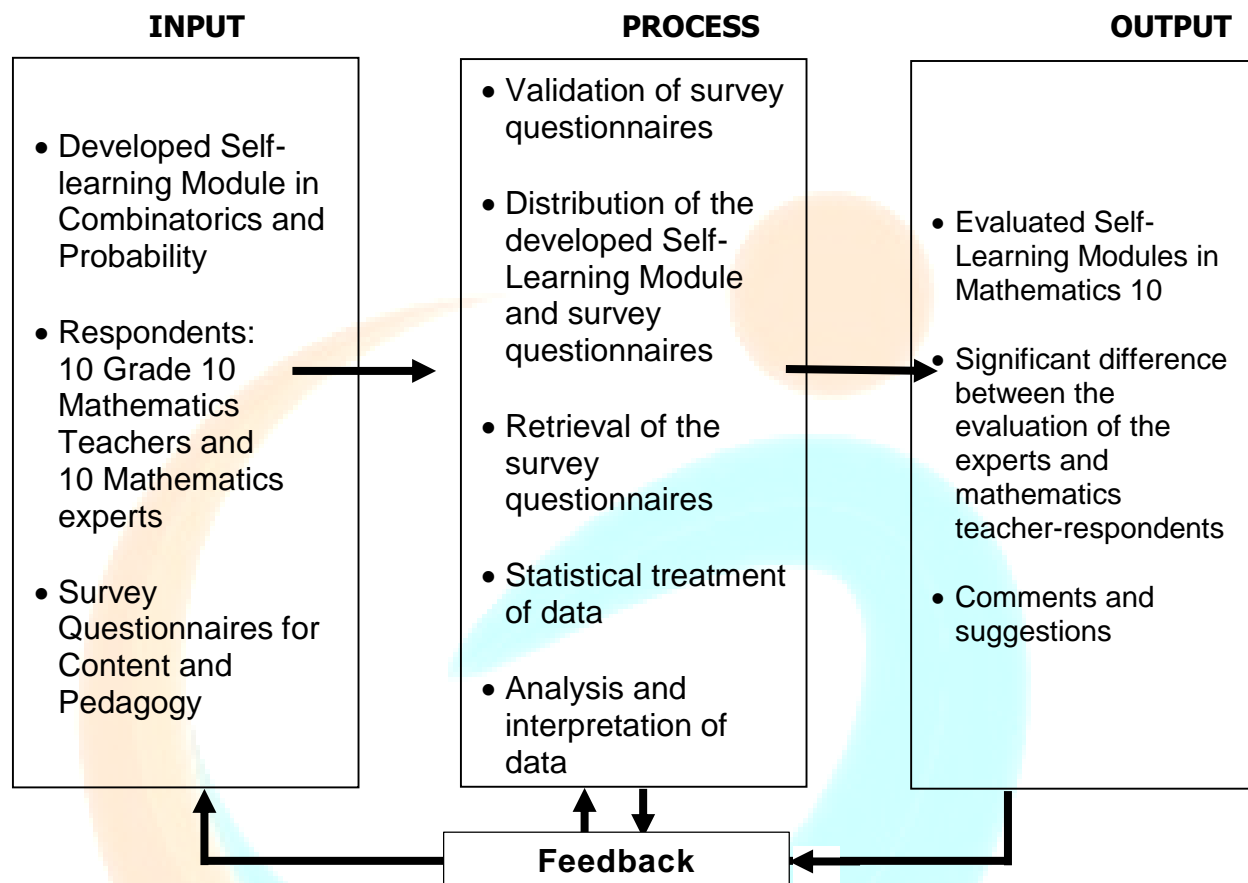 INPUT
• Developed Self-
learning Module in
Combinatorics and
Probability
• Respondents:
10 Grade 10
Mathematics
Teachers and
10 Mathematics
experts
• Survey
Questionnaires for
Content and
Pedagogy
PROCESS
• Validation of survey
questionnaires
• Distribution of the
developed Self-
Learning Module
and survey
questionnaires
• Retrieval of the
survey
questionnaires
• Statistical treatment
of data
• Analysis and
interpretation of
data
OUTPUT
• Evaluated Self-
Learning Modules in
Mathematics 10
• Significant difference
between the
evaluation of the
experts and
mathematics
teacher-respondents
• Comments and
suggestions
Feedback